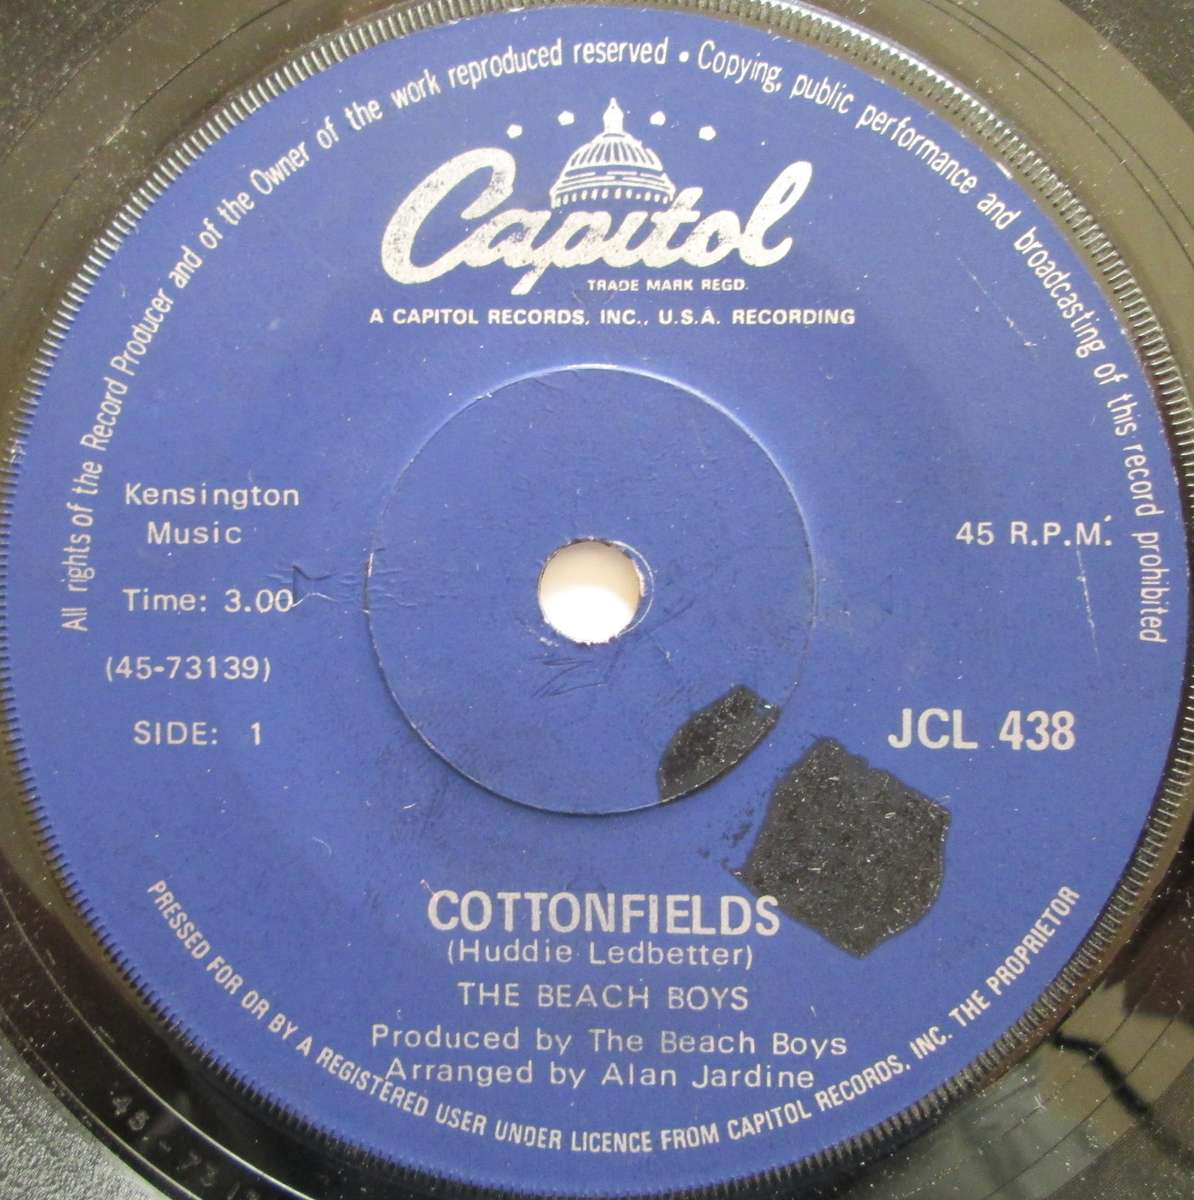 All rights of the Record Producer and of the Owner of the work reproduced reserved • Copying, public performance and broadcasting of this record prohibited
Capitol
TRADE MARK REGD.
A CAPITOL RECORDS, INC., U.S.A. RECORDING
Kensington
Music
45 R.P.M.
Time: 3.00
(45-73139)
SIDE: 1
JCL 438
COTTONFIELDS
(Huddie Ledbetter)
THE BEACH BOYS
Produced by The Beach Boys
Arranged by Alan Jardine
PRESSED FOR OR BY A REGISTERED USER UNDER LICENCE FROM CAPITOL RECORDS, INC. THE PROPRIETOR